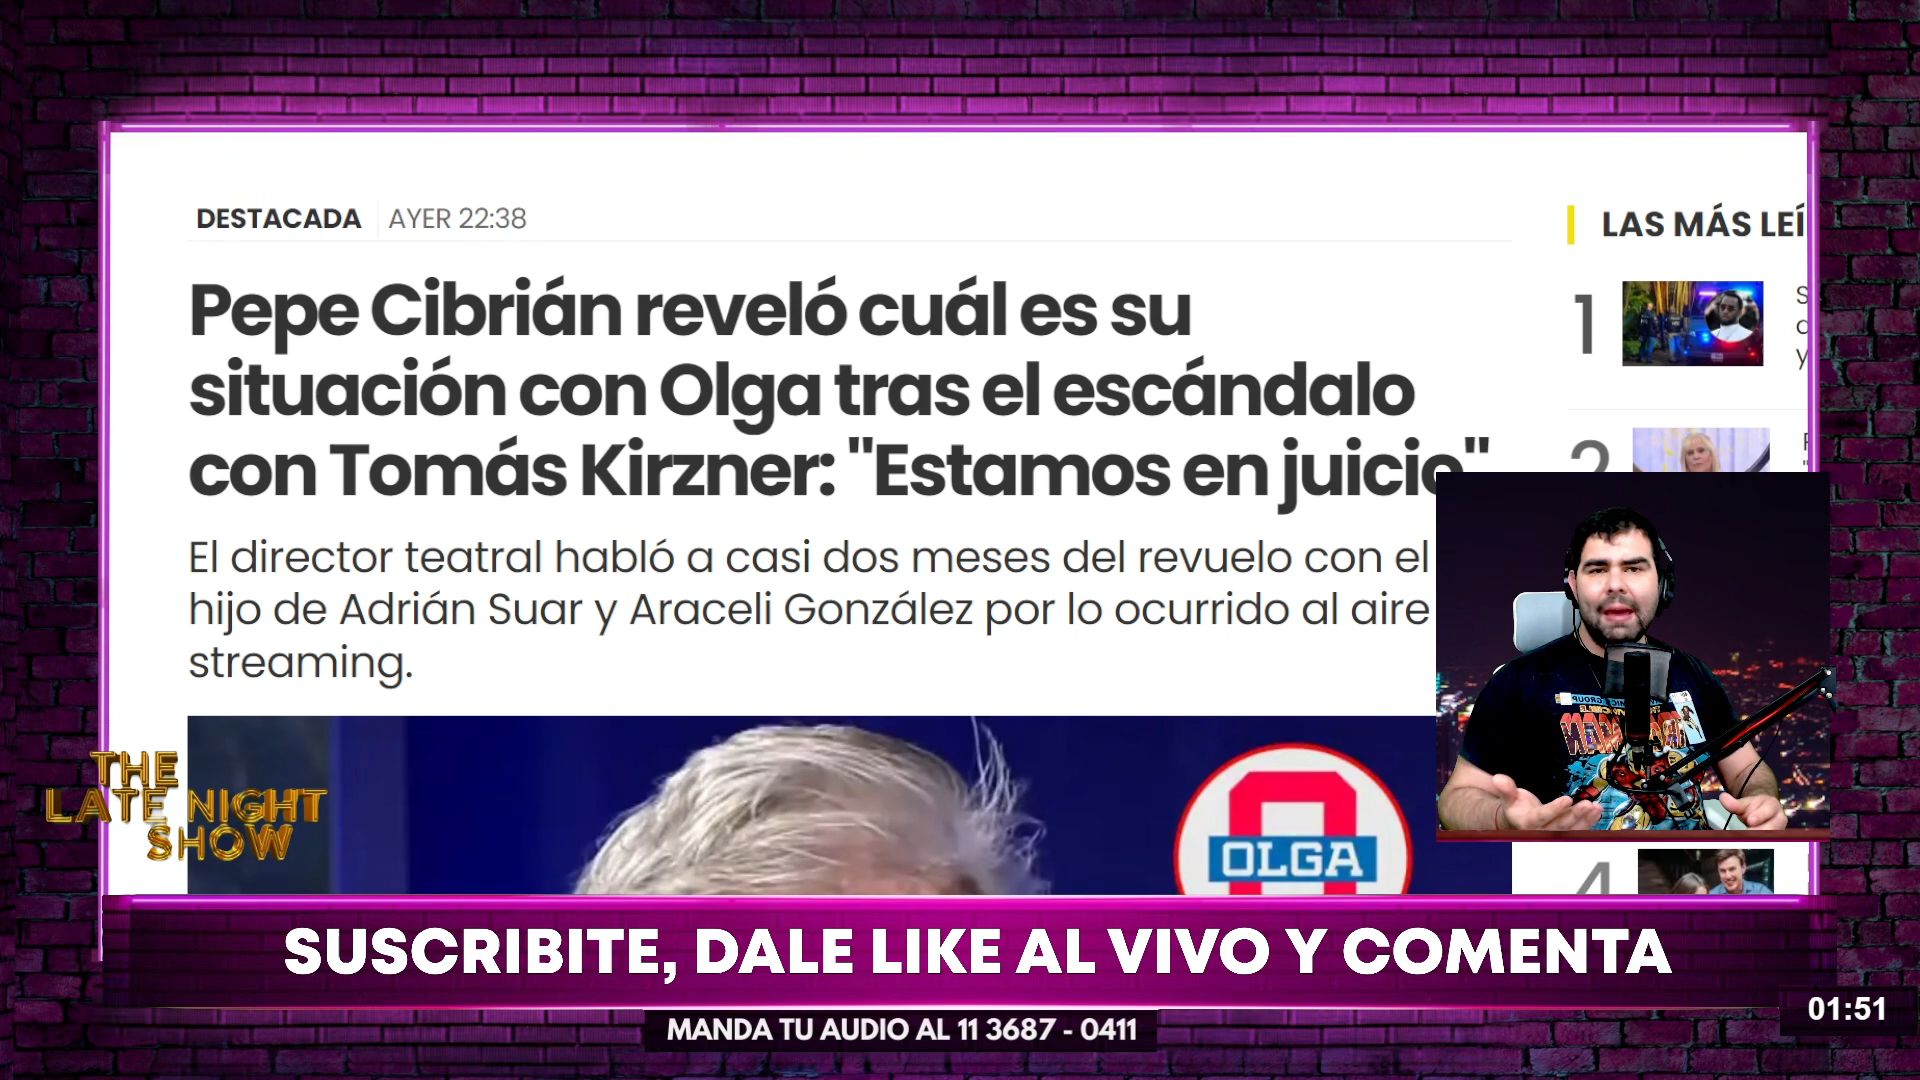 DESTACADA AYER 22:38
Pepe Cibrián reveló cuál es su
situación con Olga tras el escándalo
con Tomás Kirzner: "Estamos en juicio"
El director teatral habló a casi dos meses del revuelo con el
hijo de Adrián Suar y Araceli González por lo ocurrido al aire
streaming.
LAS MÁS LEÍ
1
2
4
OLGA
THE
LATE NIGHT
SHOW
SUSCRIBITE, DALE LIKE AL VIVO Y COMENTA
MANDA TU AUDIO AL 11 3687 - 0411
01:51